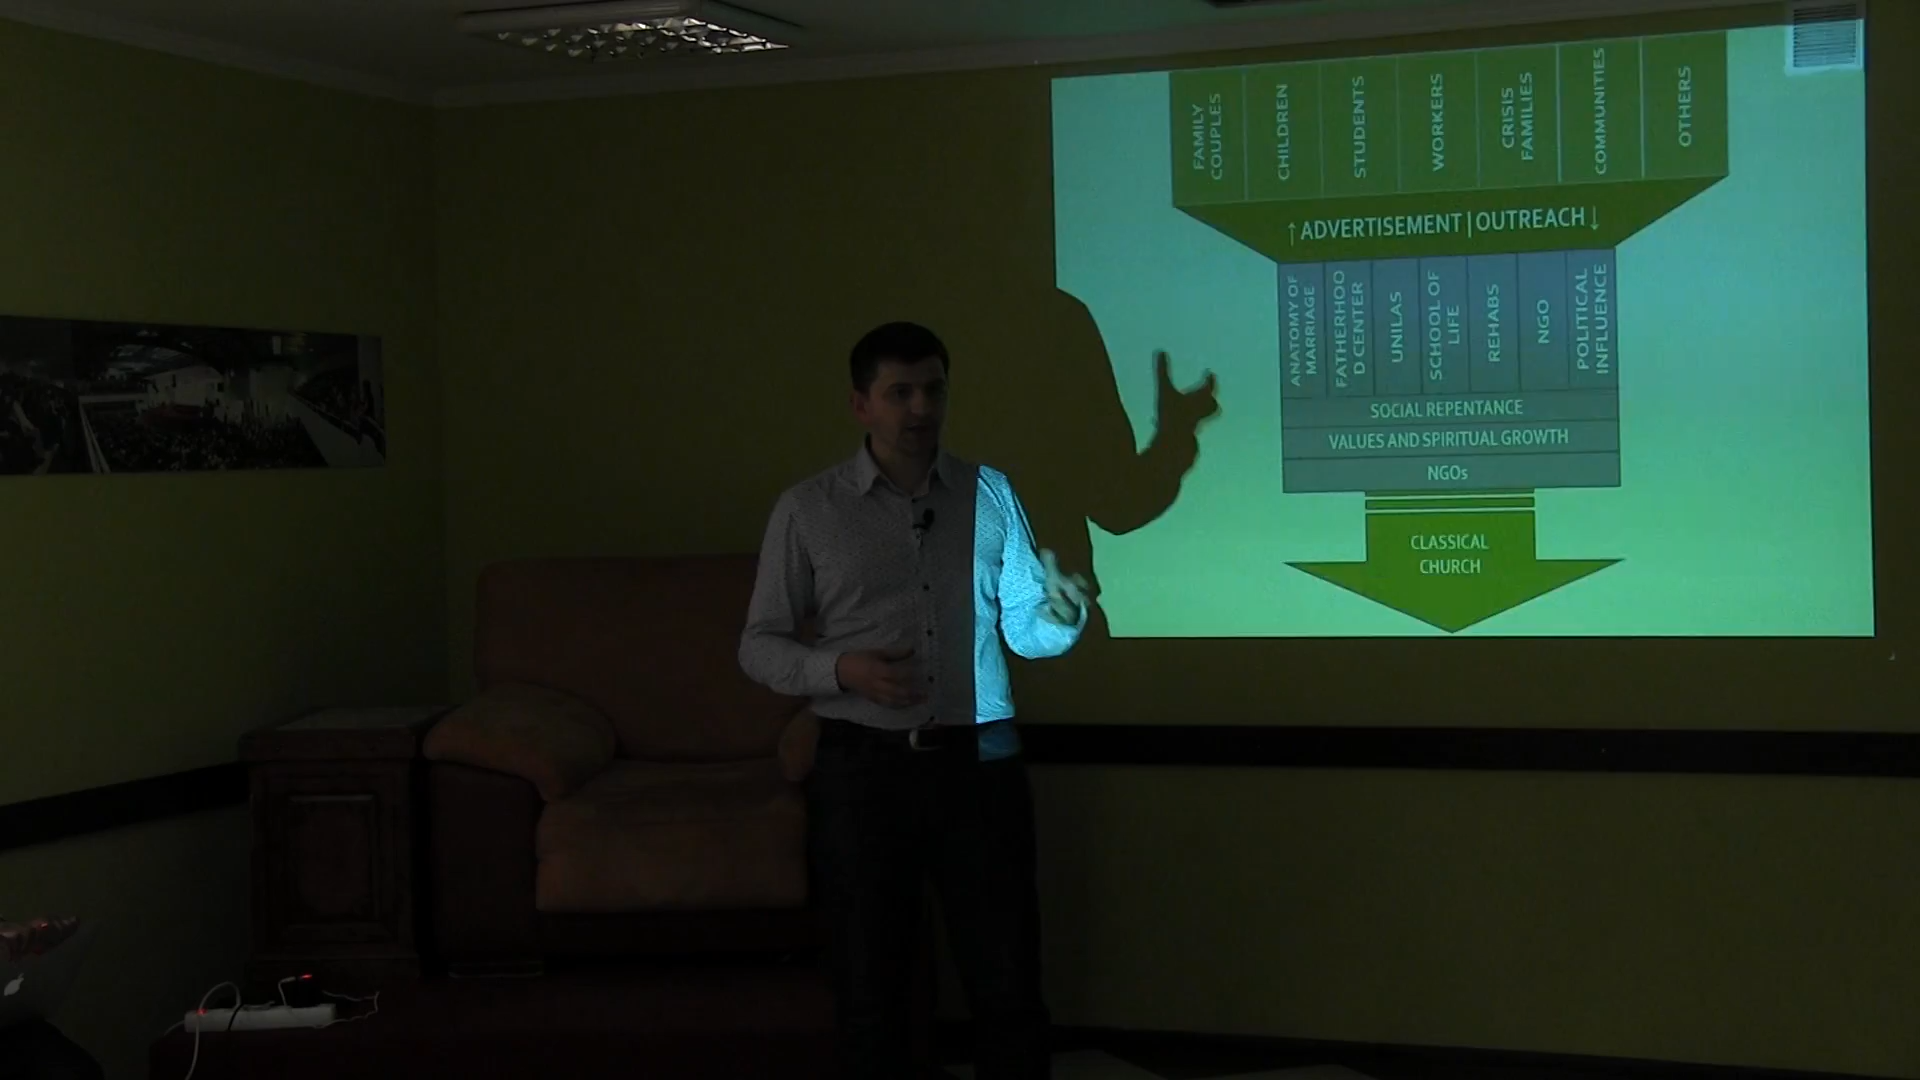 FAMILY
COUPLES
CHILDREN
STUDENTS
WORKERS
CRISIS
FAMILIES
COMMUNITIES
OTHERS
↑ ADVERTISEMENT | OUTREACH ↓
ANATOMY OF
MARRIAGE
FATHERHOO
D CENTER
UNILAS
SCHOOL OF
LIFE
REHABS
NGO
POLITICAL
INFLUENCE
SOCIAL REPENTANCE
VALUES AND SPIRITUAL GROWTH
NGOs
CLASSICAL
CHURCH